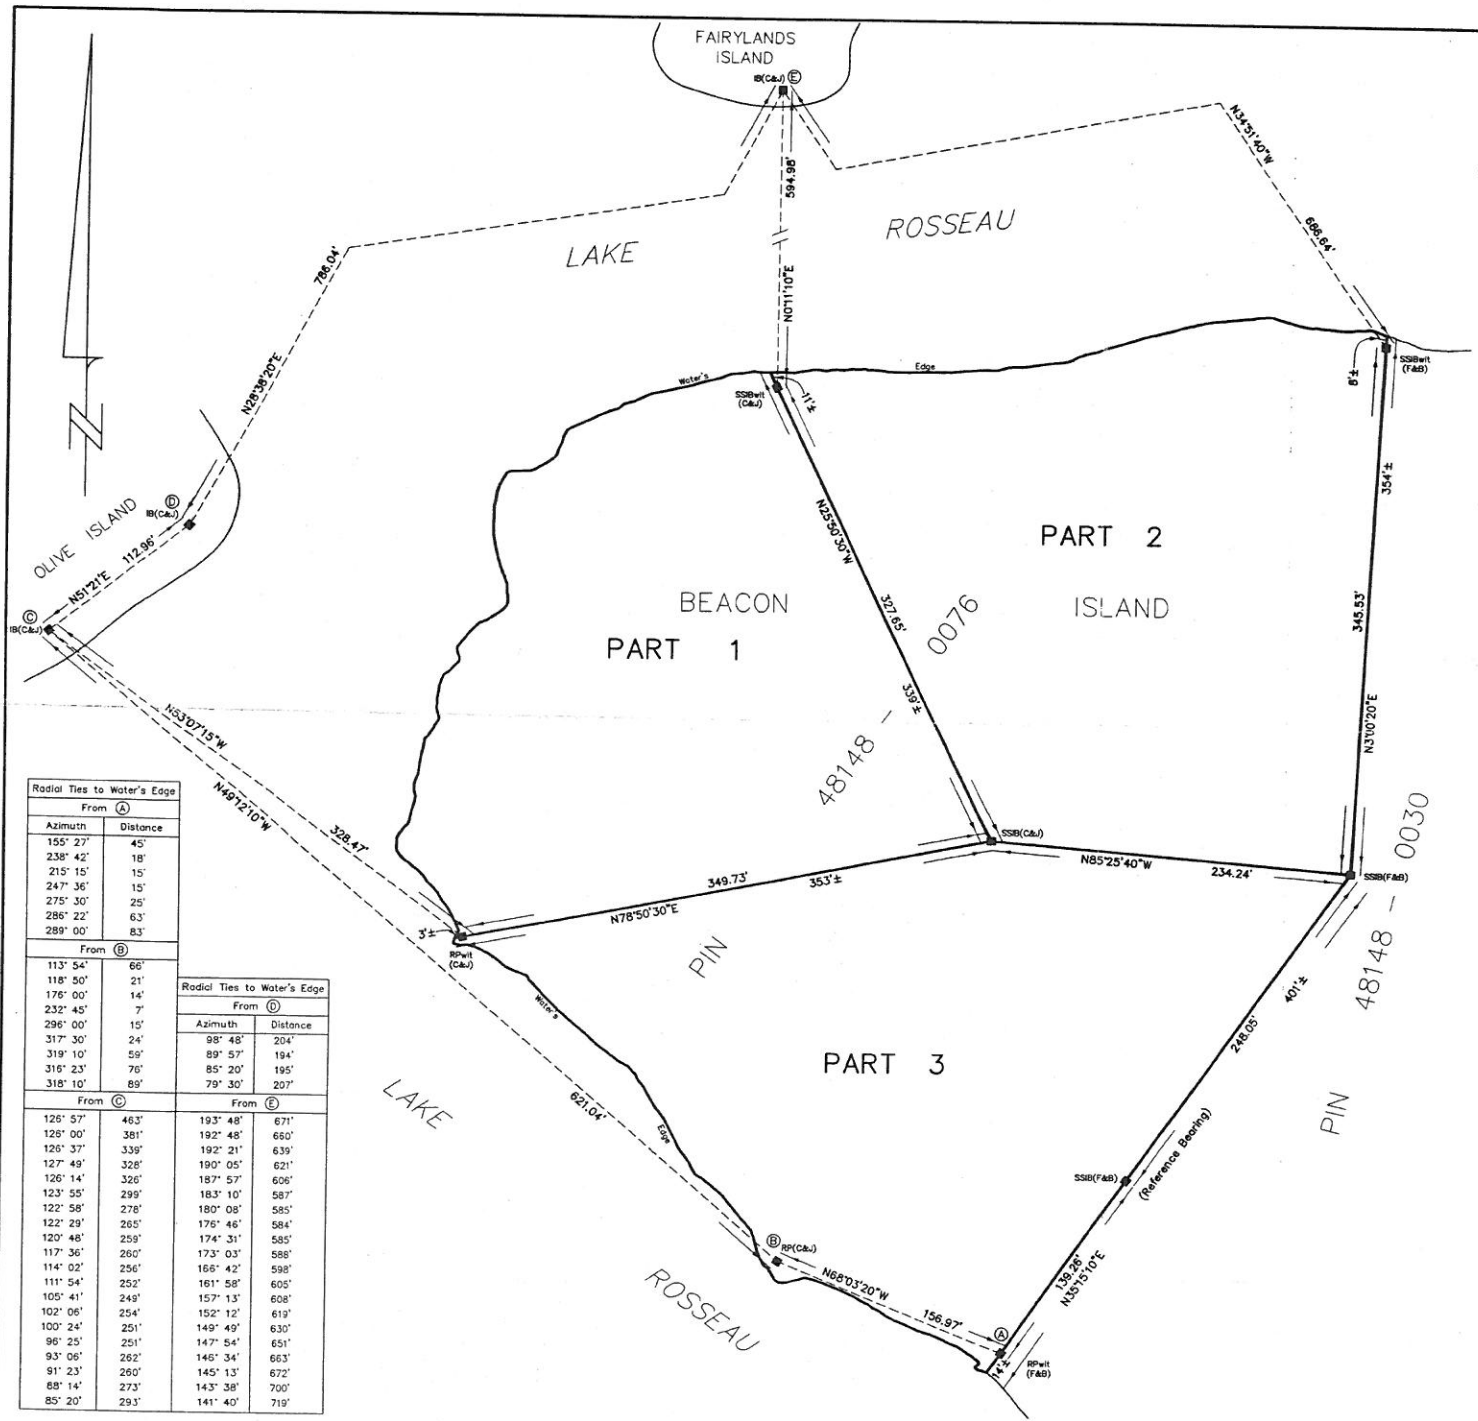 FAIRYLANDS
ISLAND
IB(C&J) Ⓔ
594.98'
N0°11'10"E
N34°51'40"W
686.64'
LAKE ROSSEAU
786.04'
N28°38'20"E
Water's Edge
SSIBwit
(C&J)
11'±
8'±
SSIBwit
(F&B)
OLIVE ISLAND
Ⓓ
IB(C&J)
112.96'
N51°21'E
Ⓒ
IB(C&J)
N25°50'30"W
327.65'
339'±
354'±
345.53'
N3°00'20"E
PART 2
BEACON ISLAND
PART 1
PIN 48148 - 0076
N53°07'15"W
328.47'
N49°12'10"W
621.04'
SSIB(C&J)
N85°25'40"W
234.24'
SSIB(F&B)
349.73'
353'±
N78°50'30"E
3'±
RPwit
(C&J)
Water's Edge
PART 3
401'±
248.05'
PIN 48148 - 0030
SSIB(F&B)
(Reference Bearing)
139.26'
N35°15'10"E
LAKE
ROSSEAU
Ⓑ
RP(C&J)
N68°03'20"W
156.97'
Ⓐ
14'±
RPwit
(F&B)
Radial Ties to Water's Edge
From Ⓐ
Azimuth Distance
155° 27' 45'
238° 42' 18'
215° 15' 15'
247° 36' 15'
275° 30' 25'
286° 22' 63'
289° 00' 83'
From Ⓑ
113° 54' 66'
118° 50' 21'
176° 00' 14'
232° 45' 7'
296° 00' 15'
317° 30' 24'
319° 10' 59'
316° 23' 76'
318° 10' 89'
From Ⓒ
126° 57' 463'
126° 00' 381'
126° 37' 339'
127° 49' 328'
126° 14' 326'
123° 55' 299'
122° 58' 278'
122° 29' 265'
120° 48' 259'
117° 36' 260'
114° 02' 256'
111° 54' 252'
105° 41' 249'
102° 06' 254'
100° 24' 251'
96° 25' 251'
93° 06' 262'
91° 23' 260'
88° 14' 273'
85° 20' 293'
Radial Ties to Water's Edge
From Ⓓ
Azimuth Distance
98° 48' 204'
89° 57' 194'
85° 20' 195'
79° 30' 207'
From Ⓔ
193° 48' 671'
192° 48' 660'
192° 21' 639'
190° 05' 621'
187° 57' 606'
183° 10' 587'
180° 08' 585'
176° 46' 584'
174° 31' 585'
173° 03' 588'
166° 42' 598'
161° 58' 605'
157° 13' 608'
152° 12' 619'
149° 49' 630'
147° 54' 651'
146° 34' 663'
145° 13' 672'
143° 38' 700'
141° 40' 719'